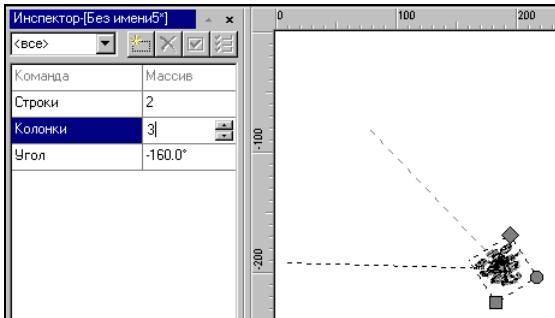 Инспектор-[Без имени5*]
<все>
Команда Массив
Строки 2
Колонки 3
Угол -160.0°
0 100 200
-100
-200